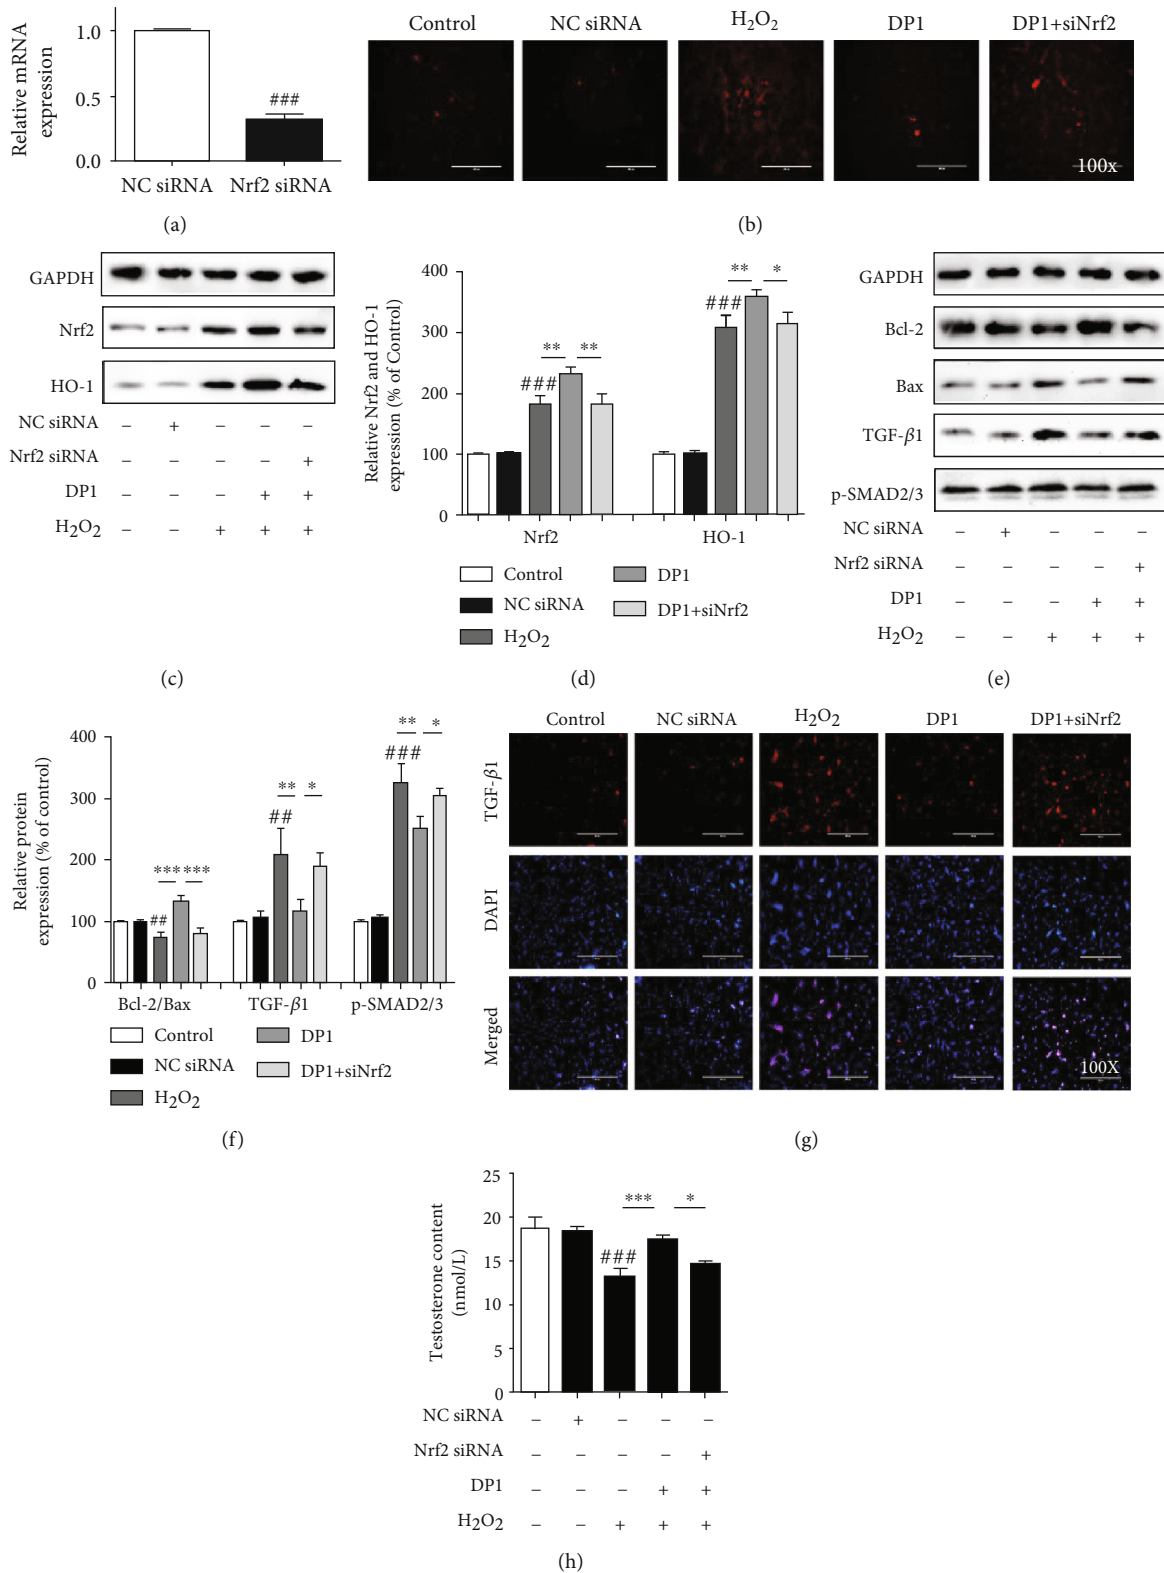 Relative mRNA
expression
1.0
0.5
0.0
###
NC siRNA Nrf2 siRNA
(a)
Control NC siRNA H2O2 DP1 DP1+siNrf2
100x
(b)
GAPDH
Nrf2
HO-1
NC siRNA – + – – –
Nrf2 siRNA – – – – +
DP1 – – – + +
H2O2 – – + + +
(c)
Relative Nrf2 and HO-1
expression (% of Control)
400
300
200
100
0
### ** **
### ** *
Nrf2 HO-1
Control
NC siRNA
H2O2
DP1
DP1+siNrf2
(d)
GAPDH
Bcl-2
Bax
TGF-β1
p-SMAD2/3
NC siRNA – + – – –
Nrf2 siRNA – – – – +
DP1 – – – + +
H2O2 – – + + +
(e)
Relative protein
expression (% of control)
400
300
200
100
0
## *** ***
## ** *
### ** *
Bcl-2/Bax TGF-β1 p-SMAD2/3
Control
NC siRNA
H2O2
DP1
DP1+siNrf2
(f)
Control NC siRNA H2O2 DP1 DP1+siNrf2
TGF-β1
DAPI
Merged
100X
(g)
Testosterone content
(nmol/L)
25
20
15
10
5
0
### *** *
NC siRNA – + – – –
Nrf2 siRNA – – – – +
DP1 – – – + +
H2O2 – – + + +
(h)